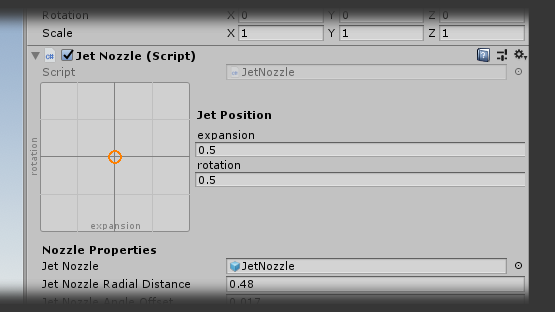 Rotation X 0 Y 0 Z 0
Scale X 1 Y 1 Z 1
Jet Nozzle (Script)
Script JetNozzle
rotation
expansion
Jet Position
expansion
0.5
rotation
0.5
Nozzle Properties
Jet Nozzle JetNozzle
Jet Nozzle Radial Distance 0.48
Jet Nozzle Angle Offset 0.017